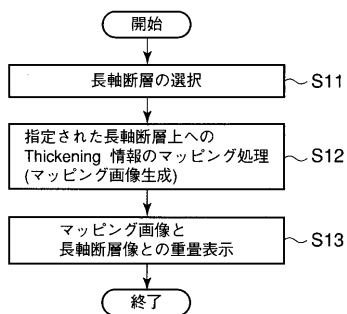 開始
長軸断層の選択
S11
指定された長軸断層上への
Thickening 情報のマッピング処理
(マッピング画像生成)
S12
マッピング画像と
長軸断層像との重畳表示
S13
終了